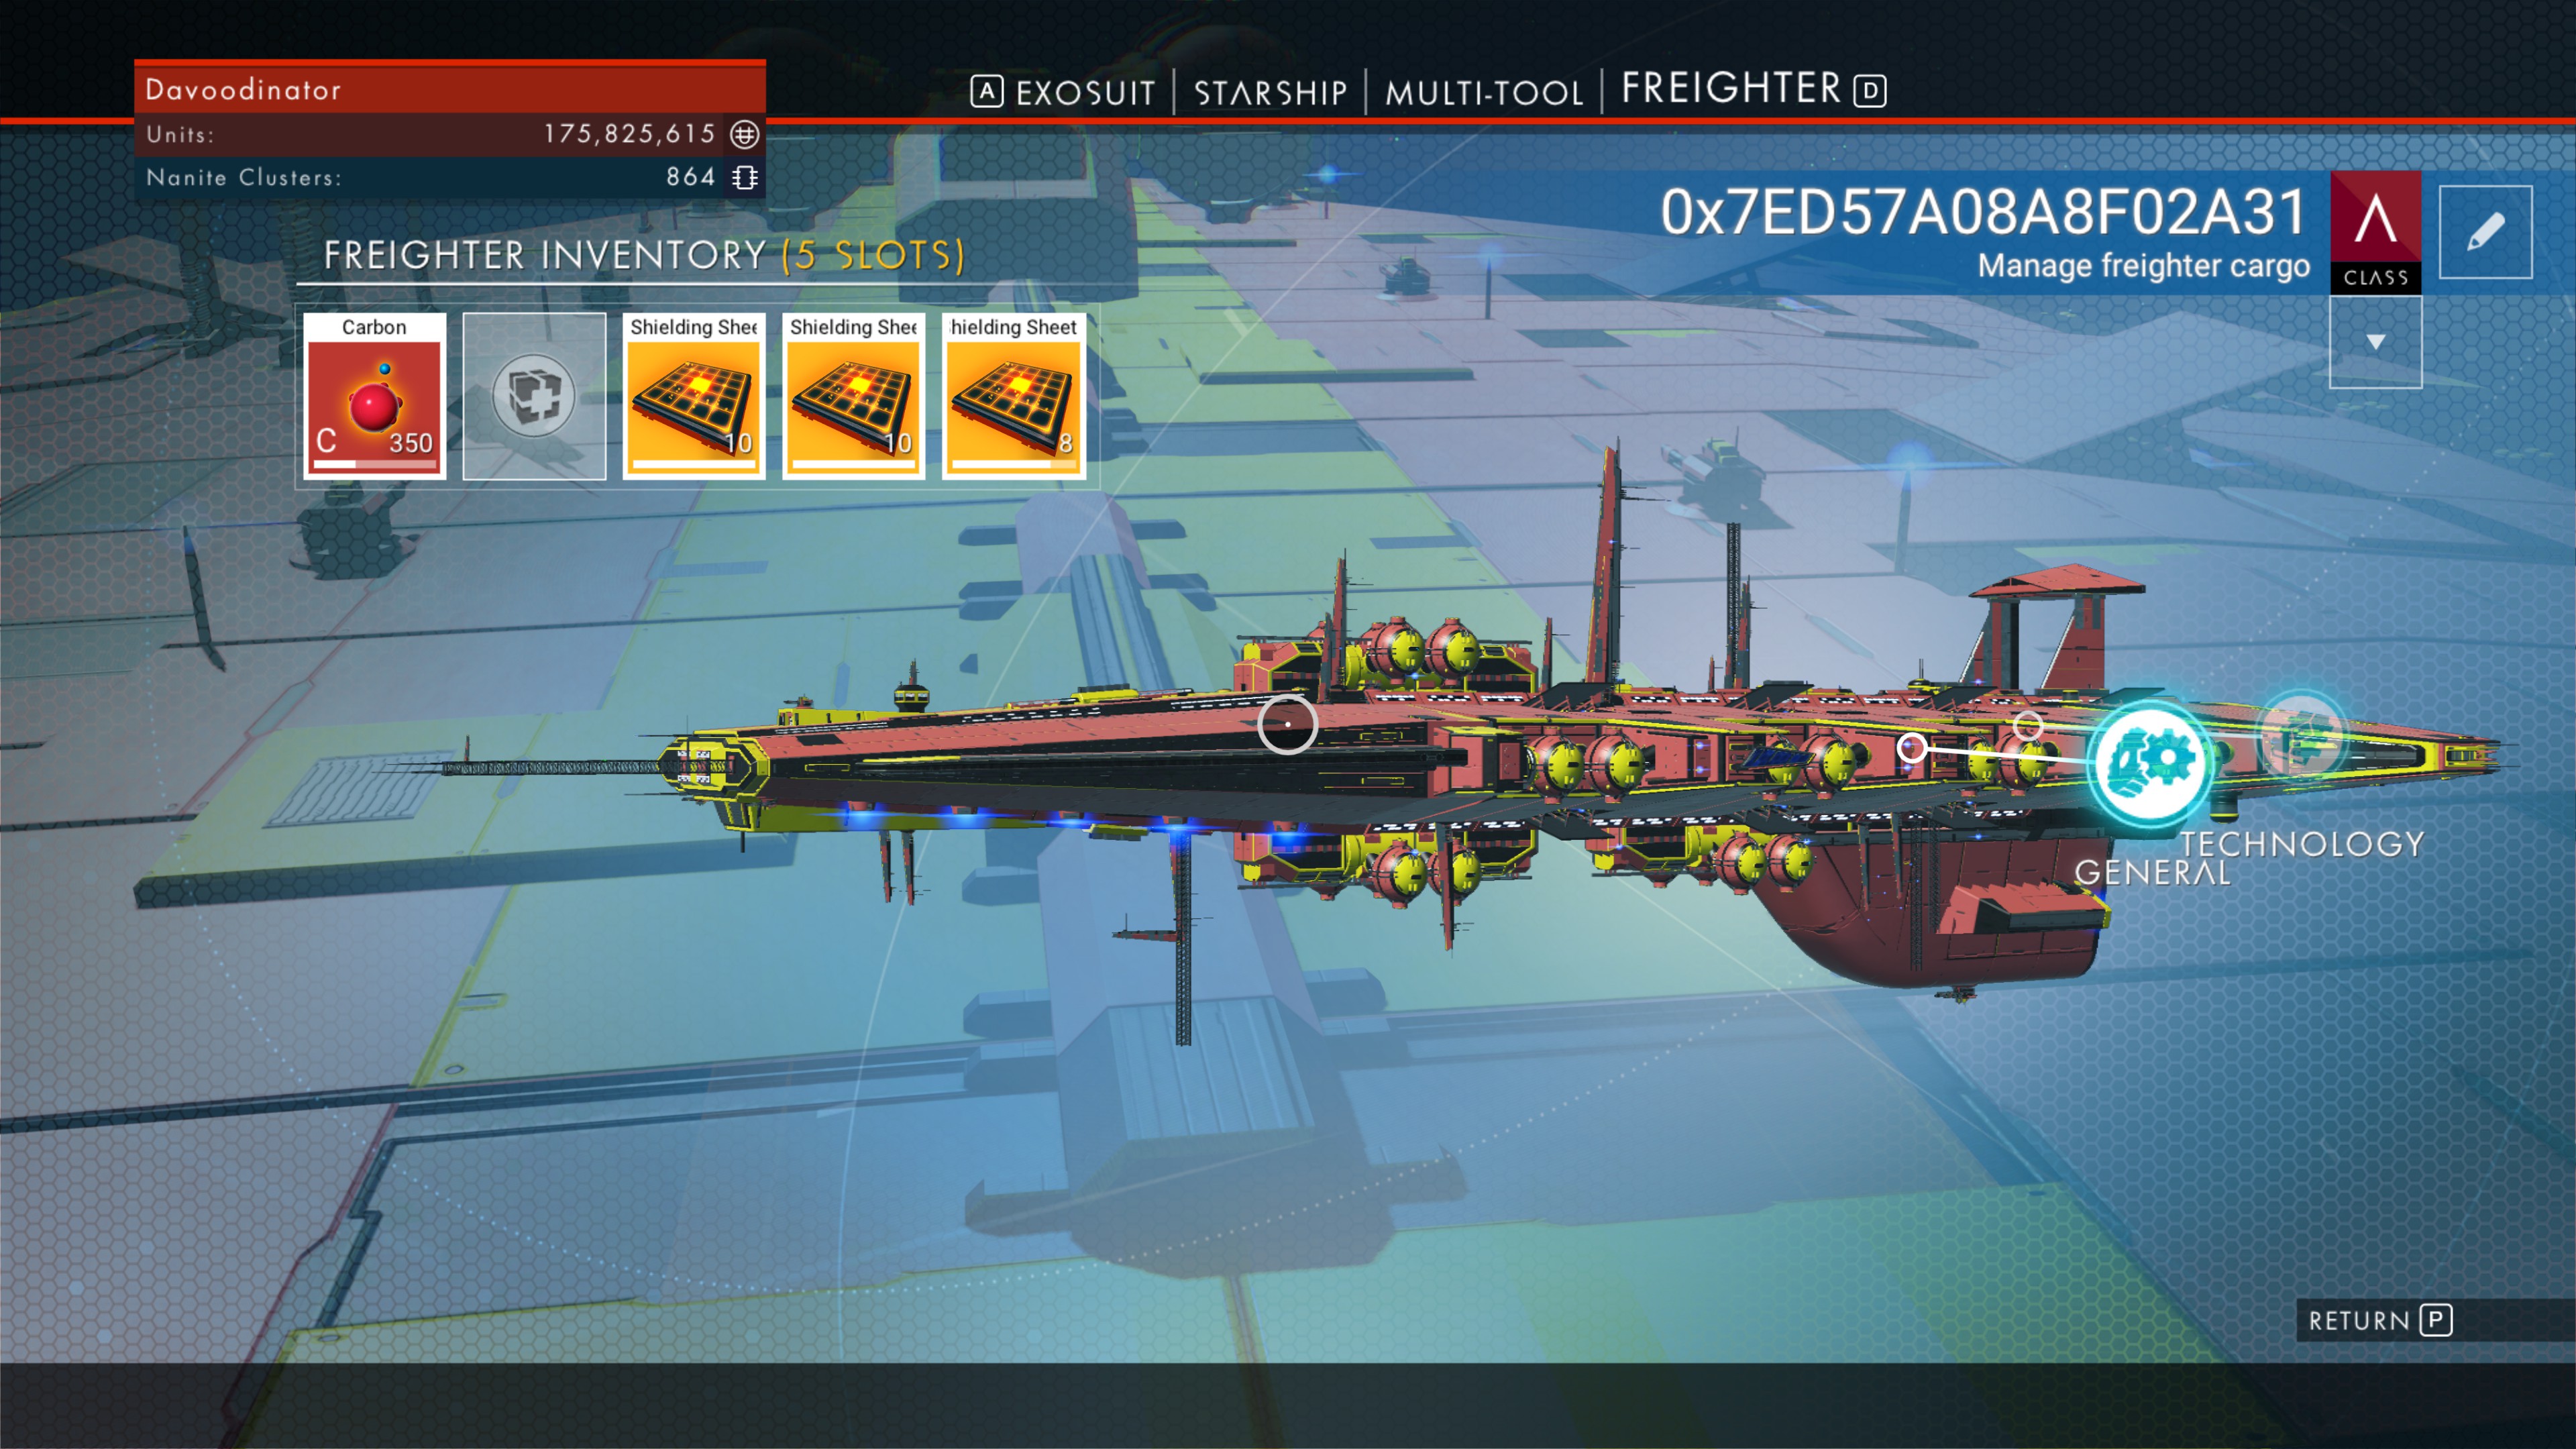 Davoodinator
Units: 175,825,615
Nanite Clusters: 864
A EXOSUIT STARSHIP MULTI-TOOL FREIGHTER D
0x7ED57A08A8F02A31
Manage freighter cargo
A
CLASS
FREIGHTER INVENTORY (5 SLOTS)
Carbon
C 350
Shielding Shee
10
Shielding Shee
10
hielding Sheet
8
TECHNOLOGY
GENERAL
RETURN P